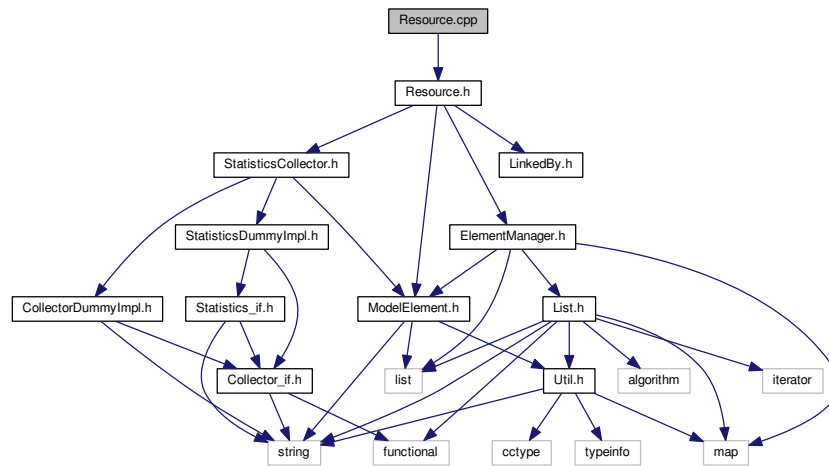 Resource.cpp
Resource.h
StatisticsCollector.h
LinkedBy.h
StatisticsDummyImpl.h
ElementManager.h
CollectorDummyImpl.h
Statistics_if.h
ModelElement.h
List.h
Collector_if.h
list
Util.h
algorithm
iterator
string
functional
cctype
typeinfo
map